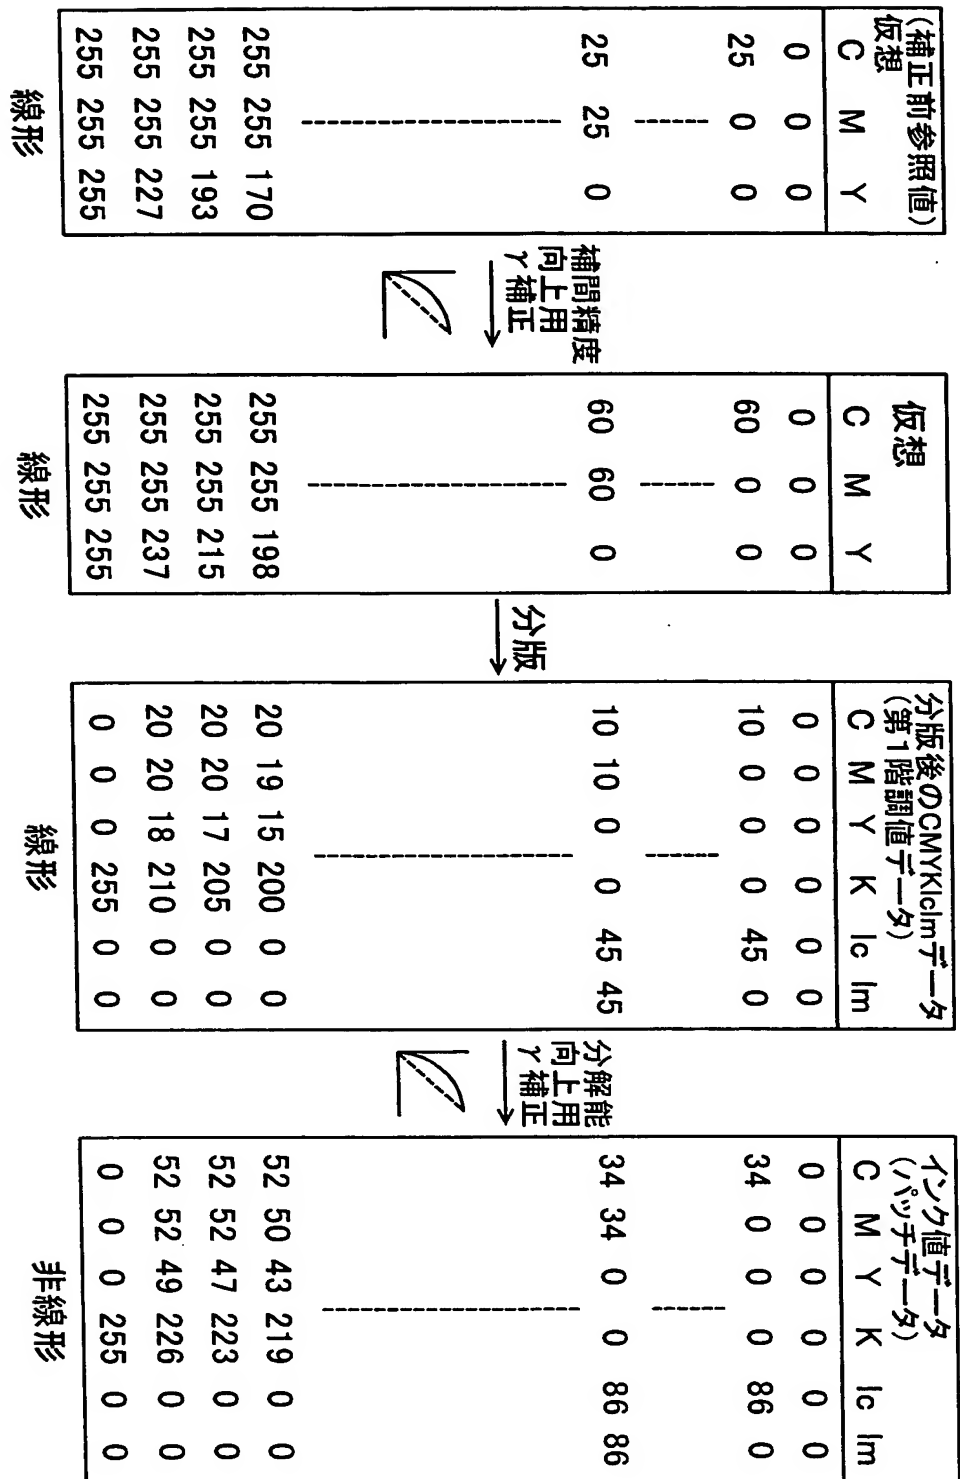 仮想
(補正前参照値)
C M Y
0 0 0
25 0 0
25 25 0
255 255 170
255 255 193
255 255 227
255 255 255
線形
補間精度
向上用
γ補正
仮想
C M Y
0 0 0
60 0 0
60 60 0
255 255 198
255 255 215
255 255 237
255 255 255
線形
分版
分版後のCMYKlclmデータ
(第1階調値データ)
C M Y K lc lm
0 0 0 0 0 0
10 0 0 0 45 0
10 10 0 0 45 45
20 19 15 200 0 0
20 20 17 205 0 0
20 20 18 210 0 0
0 0 0 255 0 0
線形
分解能
向上用
γ補正
インク値データ
(パッチデータ)
C M Y K lc lm
0 0 0 0 0 0
34 0 0 0 86 0
34 34 0 0 86 86
52 50 43 219 0 0
52 52 47 223 0 0
52 52 49 226 0 0
0 0 0 255 0 0
非線形